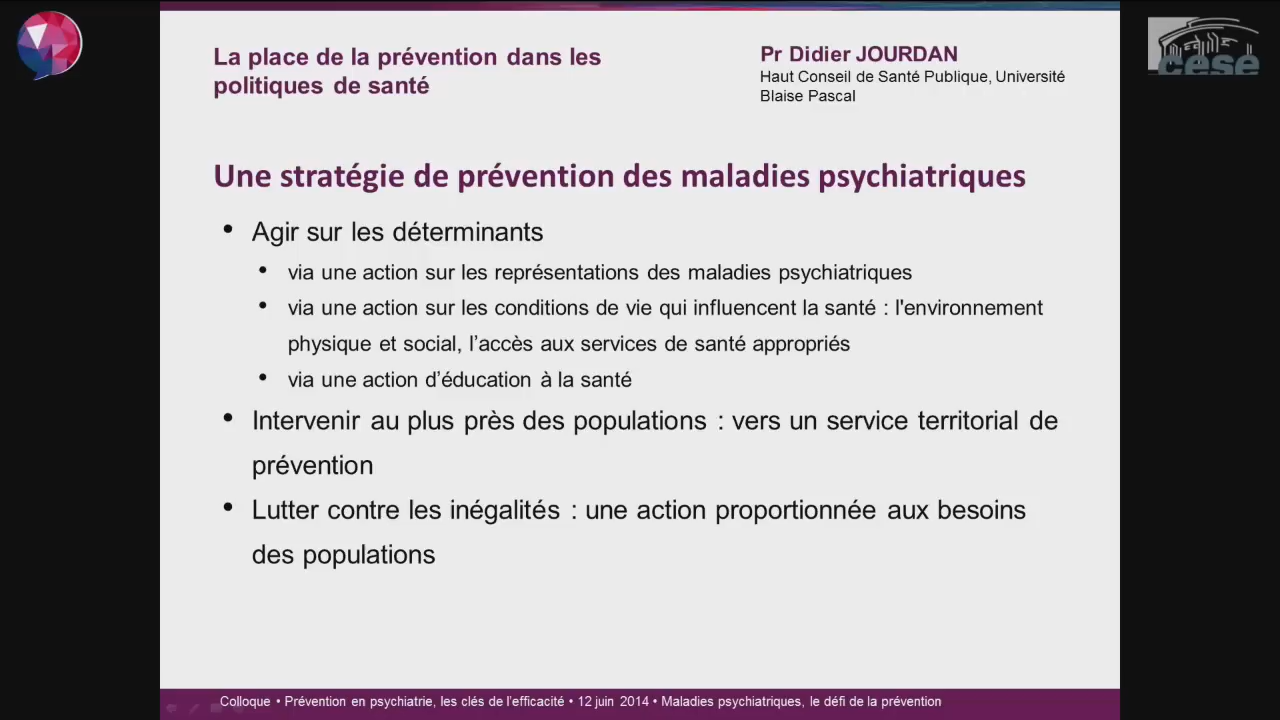 La place de la prévention dans les
politiques de santé
Pr Didier JOURDAN
Haut Conseil de Santé Publique, Université
Blaise Pascal
cese
Une stratégie de prévention des maladies psychiatriques
• Agir sur les déterminants
• via une action sur les représentations des maladies psychiatriques
• via une action sur les conditions de vie qui influencent la santé : l'environnement
physique et social, l’accès aux services de santé appropriés
• via une action d’éducation à la santé
• Intervenir au plus près des populations : vers un service territorial de
prévention
• Lutter contre les inégalités : une action proportionnée aux besoins
des populations
Colloque • Prévention en psychiatrie, les clés de l’efficacité • 12 juin 2014 • Maladies psychiatriques, le défi de la prévention